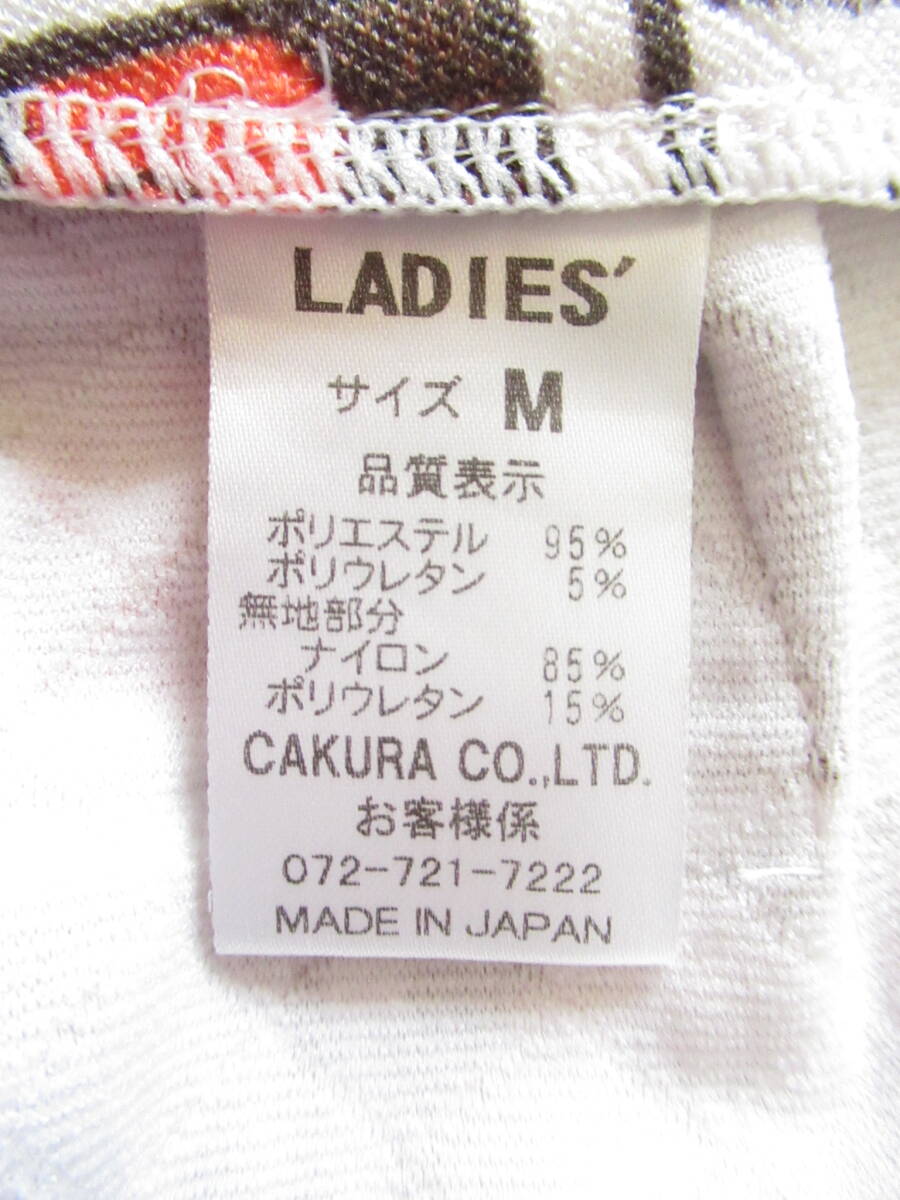 LADIES'
サイズ M
品質表示
ポリエステル 95%
ポリウレタン 5%
無地部分
ナイロン 85%
ポリウレタン 15%
CAKURA CO.,LTD.
お客様係
072-721-7222
MADE IN JAPAN